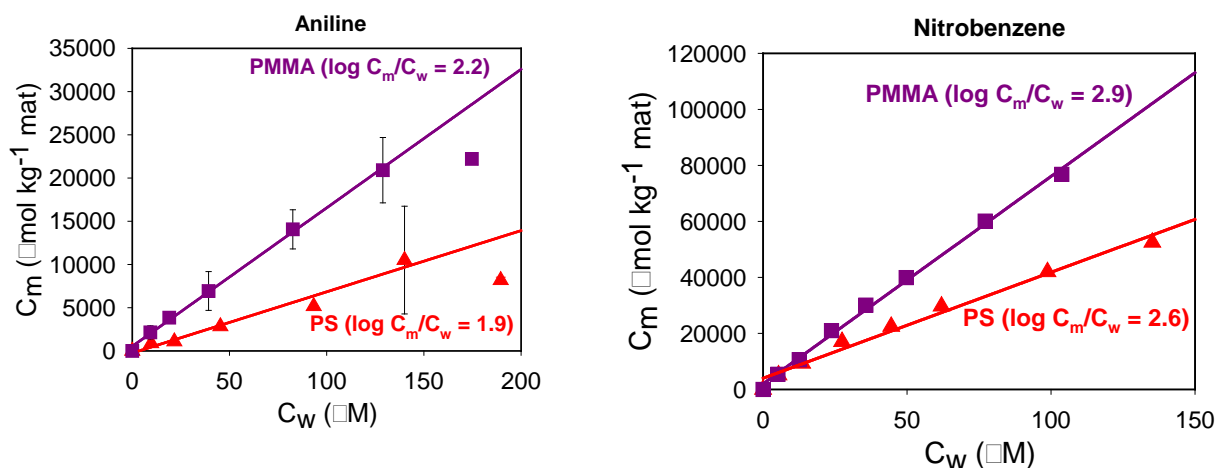 Aniline
35000
30000
25000
20000
15000
10000
5000
0
PMMA (log Cm/Cw = 2.2)
PS (log Cm/Cw = 1.9)
0 50 100 150 200
Cw (□M)
Cm (□mol kg-1 mat)
Nitrobenzene
120000
100000
80000
60000
40000
20000
0
PMMA (log Cm/Cw = 2.9)
PS (log Cm/Cw = 2.6)
0 50 100 150
Cw (□M)
Cm (□mol kg-1 mat)